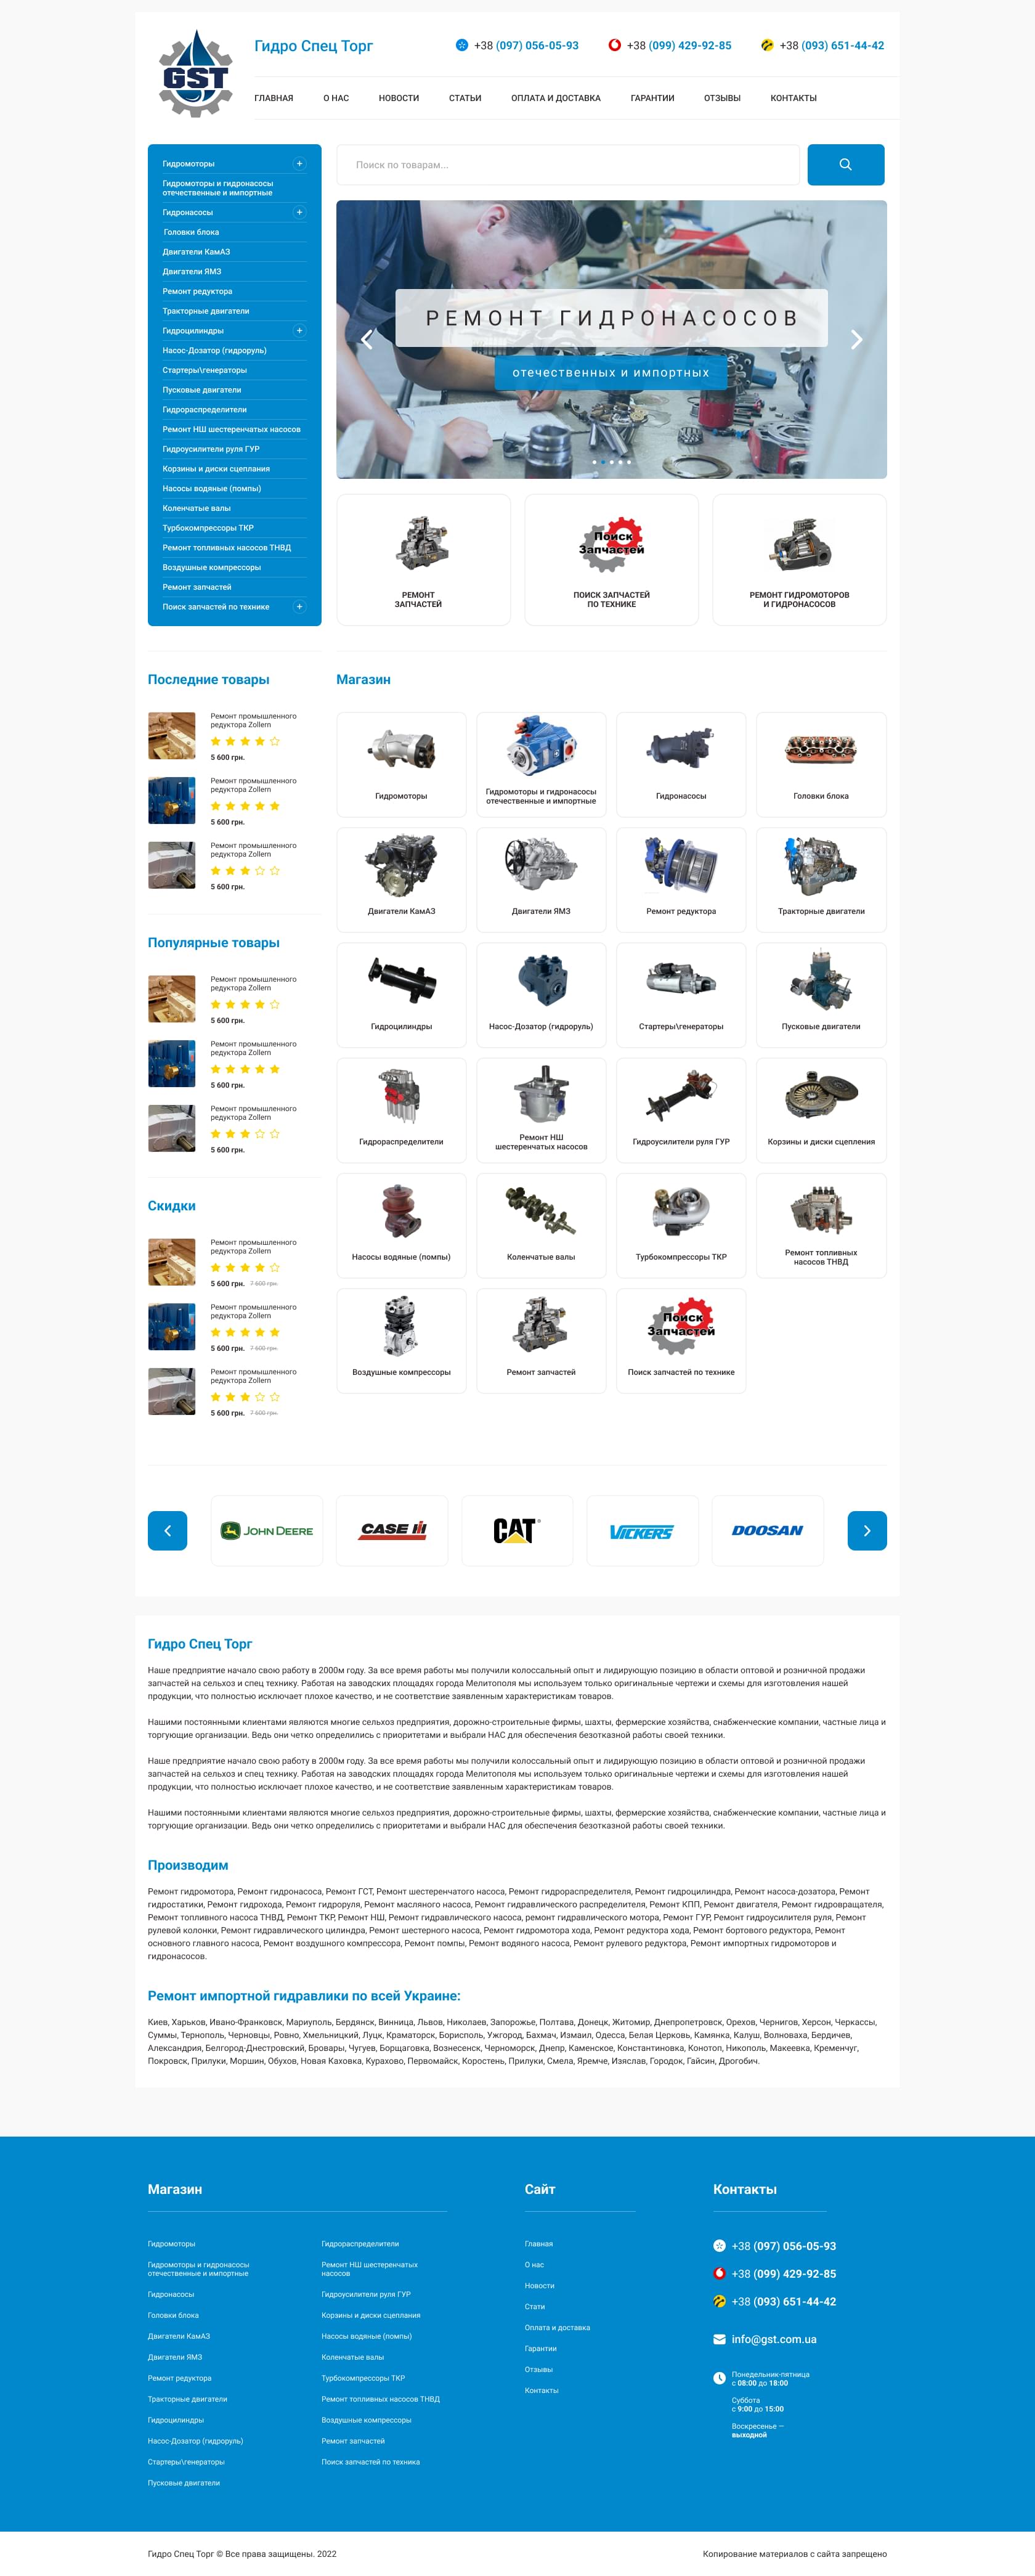 GST
Гидро Спец Торг
+38 (097) 056-05-93
+38 (099) 429-92-85
+38 (093) 651-44-42
ГЛАВНАЯ
О НАС
НОВОСТИ
СТАТЬИ
ОПЛАТА И ДОСТАВКА
ГАРАНТИИ
ОТЗЫВЫ
КОНТАКТЫ
Гидромоторы
Гидромоторы и гидронасосы
отечественные и импортные
Гидронасосы
Головки блока
Двигатели КамАЗ
Двигатели ЯМЗ
Ремонт редуктора
Тракторные двигатели
Гидроцилиндры
Насос-Дозатор (гидроруль)
Стартеры\генераторы
Пусковые двигатели
Гидрораспределители
Ремонт НШ шестеренчатых насосов
Гидроусилители руля ГУР
Корзины и диски сцепления
Насосы водяные (помпы)
Коленчатые валы
Турбокомпрессоры ТКР
Ремонт топливных насосов ТНВД
Воздушные компрессоры
Ремонт запчастей
Поиск запчастей по технике
Поиск по товарам...
РЕМОНТ ГИДРОНАСОСОВ
отечественных и импортных
РЕМОНТ
ЗАПЧАСТЕЙ
Поиск
Запчастей
ПОИСК ЗАПЧАСТЕЙ
ПО ТЕХНИКЕ
РЕМОНТ ГИДРОМОТОРОВ
И ГИДРОНАСОСОВ
Последние товары
Ремонт промышленного
редуктора Zollern
5 600 грн.
Ремонт промышленного
редуктора Zollern
5 600 грн.
Ремонт промышленного
редуктора Zollern
5 600 грн.
Популярные товары
Ремонт промышленного
редуктора Zollern
5 600 грн.
Ремонт промышленного
редуктора Zollern
5 600 грн.
Ремонт промышленного
редуктора Zollern
5 600 грн.
Скидки
Ремонт промышленного
редуктора Zollern
5 600 грн. 7 600 грн.
Ремонт промышленного
редуктора Zollern
5 600 грн. 7 600 грн.
Ремонт промышленного
редуктора Zollern
5 600 грн. 7 600 грн.
Магазин
Гидромоторы
Гидромоторы и гидронасосы
отечественные и импортные
Гидронасосы
Головки блока
Двигатели КамАЗ
Двигатели ЯМЗ
Ремонт редуктора
Тракторные двигатели
Гидроцилиндры
Насос-Дозатор (гидроруль)
Стартеры\генераторы
Пусковые двигатели
Гидрораспределители
Ремонт НШ
шестеренчатых насосов
Гидроусилители руля ГУР
Корзины и диски сцепления
Насосы водяные (помпы)
Коленчатые валы
Турбокомпрессоры ТКР
Ремонт топливных
насосов ТНВД
Воздушные компрессоры
Ремонт запчастей
Поиск
Запчастей
Поиск запчастей по технике
JOHN DEERE
CASE IH
CAT
VICKERS
DOOSAN
Гидро Спец Торг
Наше предприятие начало свою работу в 2000м году. За все время работы мы получили колоссальный опыт и лидирующую позицию в области оптовой и розничной продажи
запчастей на сельхоз и спец технику. Работая на заводских площадях города Мелитополя мы используем только оригинальные чертежи и схемы для изготовления нашей
продукции, что полностью исключает плохое качество, и не соответствие заявленным характеристикам товаров.
Нашими постоянными клиентами являются многие сельхоз предприятия, дорожно-строительные фирмы, шахты, фермерские хозяйства, снабженческие компании, частные лица и
торгующие организации. Ведь они четко определились с приоритетами и выбрали НАС для обеспечения безотказной работы своей техники.
Наше предприятие начало свою работу в 2000м году. За все время работы мы получили колоссальный опыт и лидирующую позицию в области оптовой и розничной продажи
запчастей на сельхоз и спец технику. Работая на заводских площадях города Мелитополя мы используем только оригинальные чертежи и схемы для изготовления нашей
продукции, что полностью исключает плохое качество, и не соответствие заявленным характеристикам товаров.
Нашими постоянными клиентами являются многие сельхоз предприятия, дорожно-строительные фирмы, шахты, фермерские хозяйства, снабженческие компании, частные лица и
торгующие организации. Ведь они четко определились с приоритетами и выбрали НАС для обеспечения безотказной работы своей техники.
Производим
Ремонт гидромотора, Ремонт гидронасоса, Ремонт ГСТ, Ремонт шестеренчатого насоса, Ремонт гидрораспределителя, Ремонт гидроцилиндра, Ремонт насоса-дозатора, Ремонт
гидростатики, Ремонт гидрохода, Ремонт гидроруля, Ремонт масляного насоса, Ремонт гидравлического распределителя, Ремонт КПП, Ремонт двигателя, Ремонт гидровращателя,
Ремонт топливного насоса ТНВД, Ремонт ТКР, Ремонт НШ, Ремонт гидравлического насоса, ремонт гидравлического мотора, Ремонт ГУР, Ремонт гидроусилителя руля, Ремонт
рулевой колонки, Ремонт гидравлического цилиндра, Ремонт шестерного насоса, Ремонт гидромотора хода, Ремонт редуктора хода, Ремонт бортового редуктора, Ремонт
основного главного насоса, Ремонт воздушного компрессора, Ремонт помпы, Ремонт водяного насоса, Ремонт рулевого редуктора, Ремонт импортных гидромоторов и
гидронасосов.
Ремонт импортной гидравлики по всей Украине:
Киев, Харьков, Ивано-Франковск, Мариуполь, Бердянск, Винница, Львов, Николаев, Запорожье, Полтава, Донецк, Житомир, Днепропетровск, Орехов, Чернигов, Херсон, Черкассы,
Суммы, Тернополь, Черновцы, Ровно, Хмельницкий, Луцк, Краматорск, Борисполь, Ужгород, Бахмач, Измаил, Одесса, Белая Церковь, Камянка, Калуш, Волноваха, Бердичев,
Александрия, Белгород-Днестровский, Бровары, Чугуев, Борщаговка, Вознесенск, Черноморск, Днепр, Каменское, Константиновка, Конотоп, Никополь, Макеевка, Кременчуг,
Покровск, Прилуки, Моршин, Обухов, Новая Каховка, Курахово, Первомайск, Коростень, Прилуки, Смела, Яремче, Изяслав, Городок, Гайсин, Дрогобич.
Магазин
Гидромоторы
Гидромоторы и гидронасосы
отечественные и импортные
Гидронасосы
Головки блока
Двигатели КамАЗ
Двигатели ЯМЗ
Ремонт редуктора
Тракторные двигатели
Гидроцилиндры
Насос-Дозатор (гидроруль)
Стартеры\генераторы
Пусковые двигатели
Гидрораспределители
Ремонт НШ шестеренчатых
насосов
Гидроусилители руля ГУР
Корзины и диски сцепления
Насосы водяные (помпы)
Коленчатые валы
Турбокомпрессоры ТКР
Ремонт топливных насосов ТНВД
Воздушные компрессоры
Ремонт запчастей
Поиск запчастей по техника
Сайт
Главная
О нас
Новости
Стати
Оплата и доставка
Гарантии
Отзывы
Контакты
Контакты
+38 (097) 056-05-93
+38 (099) 429-92-85
+38 (093) 651-44-42
info@gst.com.ua
Понедельник-пятница
с 08:00 до 18:00
Суббота
с 9:00 до 15:00
Воскресенье —
выходной
Гидро Спец Торг © Все права защищены. 2022
Копирование материалов с сайта запрещено